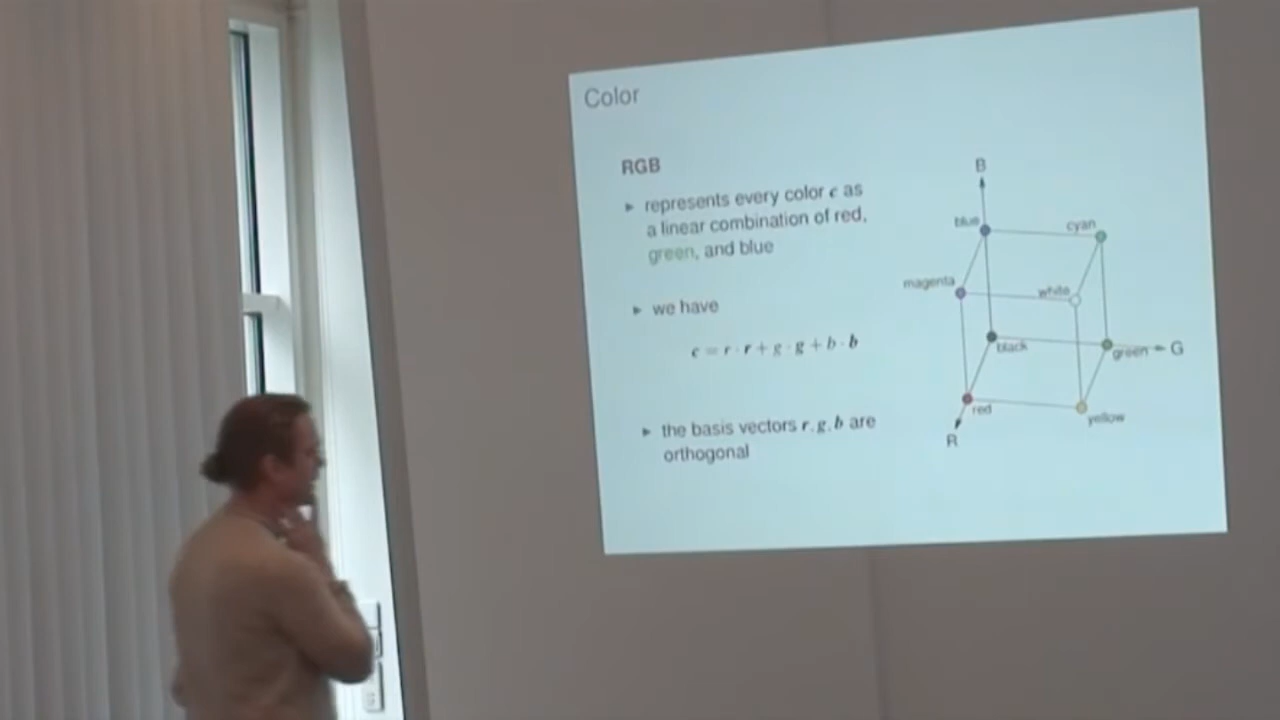 Color
RGB
► represents every color c as
a linear combination of red,
green, and blue
► we have
c = r · r + g · g + b · b
► the basis vectors r, g, b are
orthogonal
B
blue
cyan
magenta
white
black
green
G
red
yellow
R